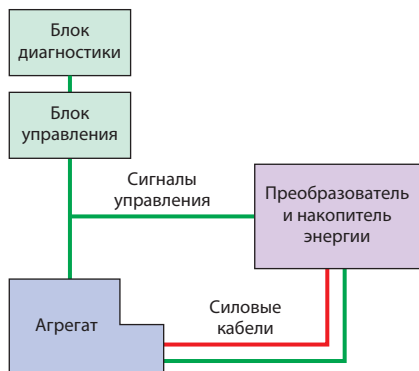 Блок
диагностики
Блок
управления
Сигналы
управления
Преобразователь
и накопитель
энергии
Агрегат
Силовые
кабели